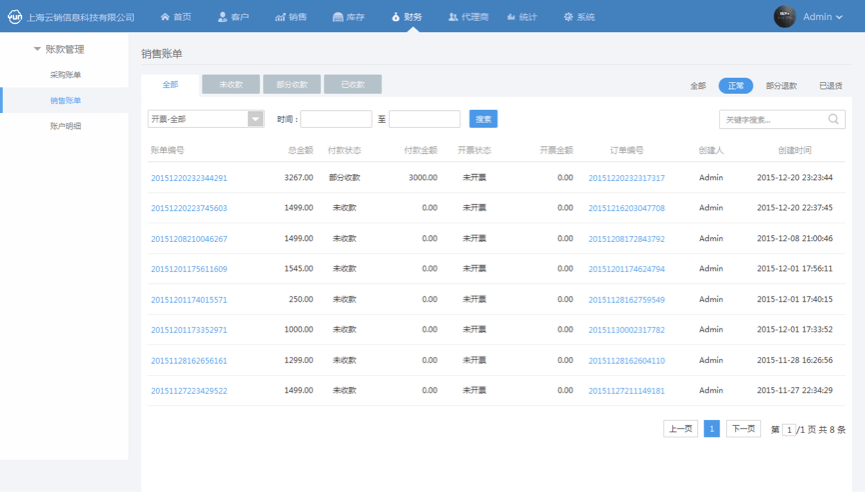 上海云销信息科技有限公司 首页 客户 销售 库存 财务 代理商 统计 系统 Admin
账款管理
采购账单
销售账单
账户明细
销售账单
全部 未收款 部分收款 已收款 全部 正常 部分退款 已退货
开票-全部 时间： 至 搜索 关键字搜索...
账单编号 总金额 付款状态 付款金额 开票状态 开票金额 订单编号 创建人 创建时间
20151220232344291 3267.00 部分收款 3000.00 未开票 0.00 20151220232317317 Admin 2015-12-20 23:23:44
20151220223745603 1499.00 未收款 0.00 未开票 0.00 20151216203047708 Admin 2015-12-20 22:37:45
20151208210046267 1499.00 未收款 0.00 未开票 0.00 20151208172843792 Admin 2015-12-08 21:00:46
20151201175611609 1545.00 未收款 0.00 未开票 0.00 20151201174624794 Admin 2015-12-01 17:56:11
20151201174015571 250.00 未收款 0.00 未开票 0.00 20151128162759549 Admin 2015-12-01 17:40:15
20151201173352971 1000.00 未收款 0.00 未开票 0.00 20151130002317782 Admin 2015-12-01 17:33:52
20151128162656161 1299.00 未收款 0.00 未开票 0.00 20151128162604110 Admin 2015-11-28 16:26:56
20151127223429522 1499.00 未收款 0.00 未开票 0.00 20151127211149181 Admin 2015-11-27 22:34:29
上一页 1 下一页 第 1 /1 页 共 8 条